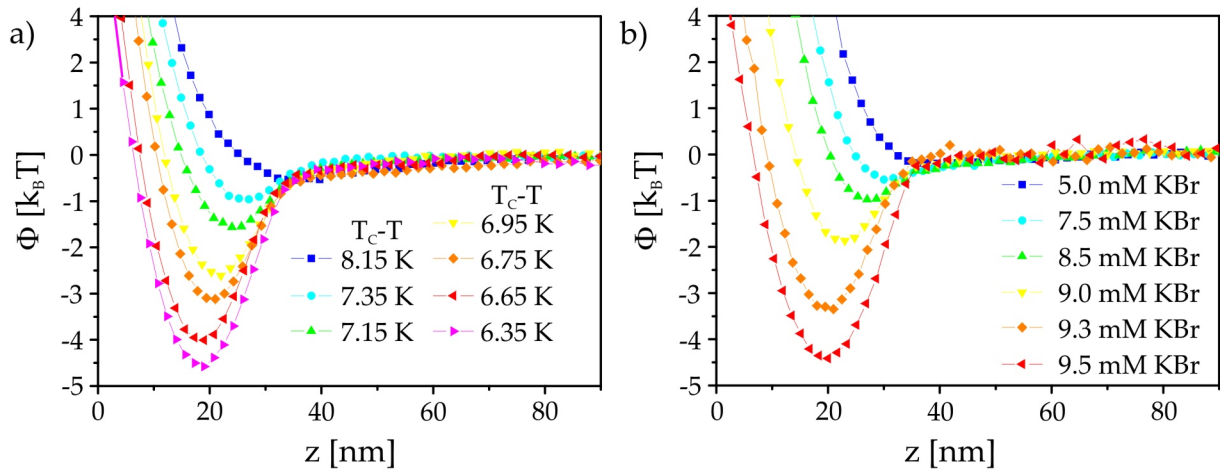 a)
4
2
1
0
-1
-2
-3
-4
-5
Φ [k_BT]
T_C-T
8.15 K
7.35 K
7.15 K
T_C-T
6.95 K
6.75 K
6.65 K
6.35 K
0 20 40 60 80
z [nm]
b)
4
2
1
0
-1
-2
-3
-4
-5
Φ [k_BT]
5.0 mM KBr
7.5 mM KBr
8.5 mM KBr
9.0 mM KBr
9.3 mM KBr
9.5 mM KBr
0 20 40 60 80
z [nm]